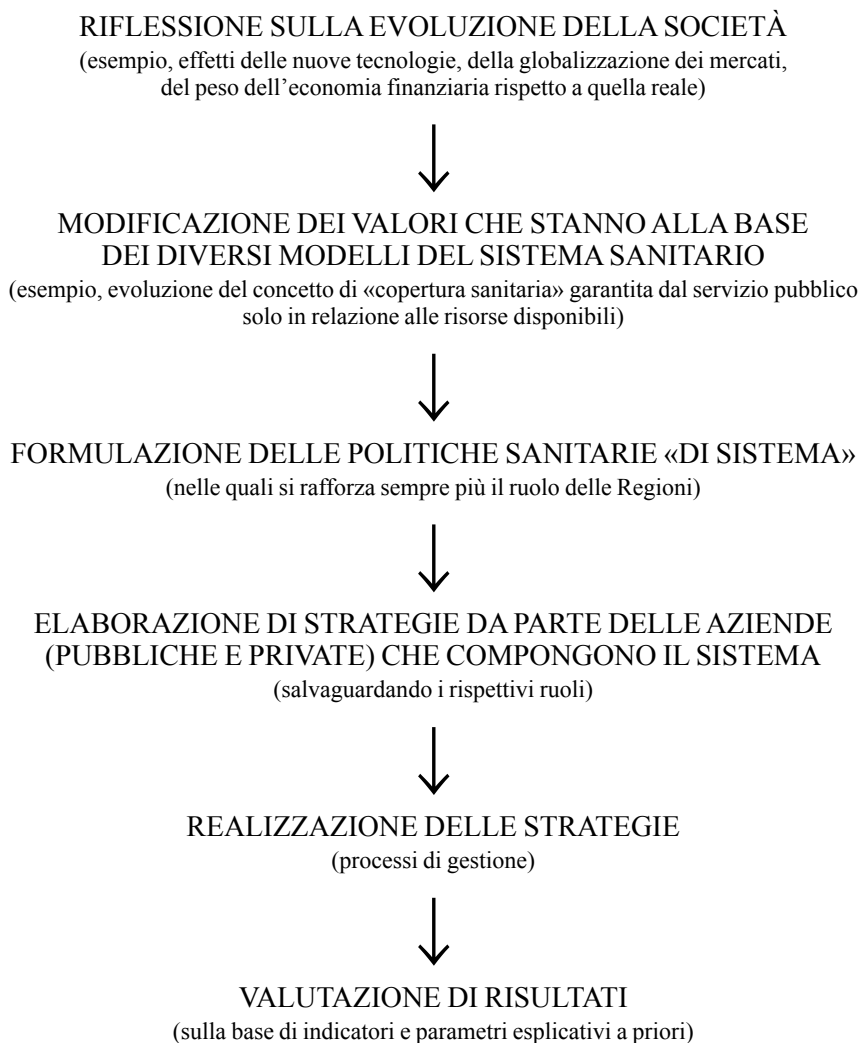 RIFLESSIONE SULLA EVOLUZIONE DELLA SOCIETÀ
(esempio, effetti delle nuove tecnologie, della globalizzazione dei mercati,
del peso dell’economia finanziaria rispetto a quella reale)
MODIFICAZIONE DEI VALORI CHE STANNO ALLA BASE
DEI DIVERSI MODELLI DEL SISTEMA SANITARIO
(esempio, evoluzione del concetto di «copertura sanitaria» garantita dal servizio pubblico
solo in relazione alle risorse disponibili)
FORMULAZIONE DELLE POLITICHE SANITARIE «DI SISTEMA»
(nelle quali si rafforza sempre più il ruolo delle Regioni)
ELABORAZIONE DI STRATEGIE DA PARTE DELLE AZIENDE
(PUBBLICHE E PRIVATE) CHE COMPONGONO IL SISTEMA
(salvaguardando i rispettivi ruoli)
REALIZZAZIONE DELLE STRATEGIE
(processi di gestione)
VALUTAZIONE DI RISULTATI
(sulla base di indicatori e parametri esplicativi a priori)